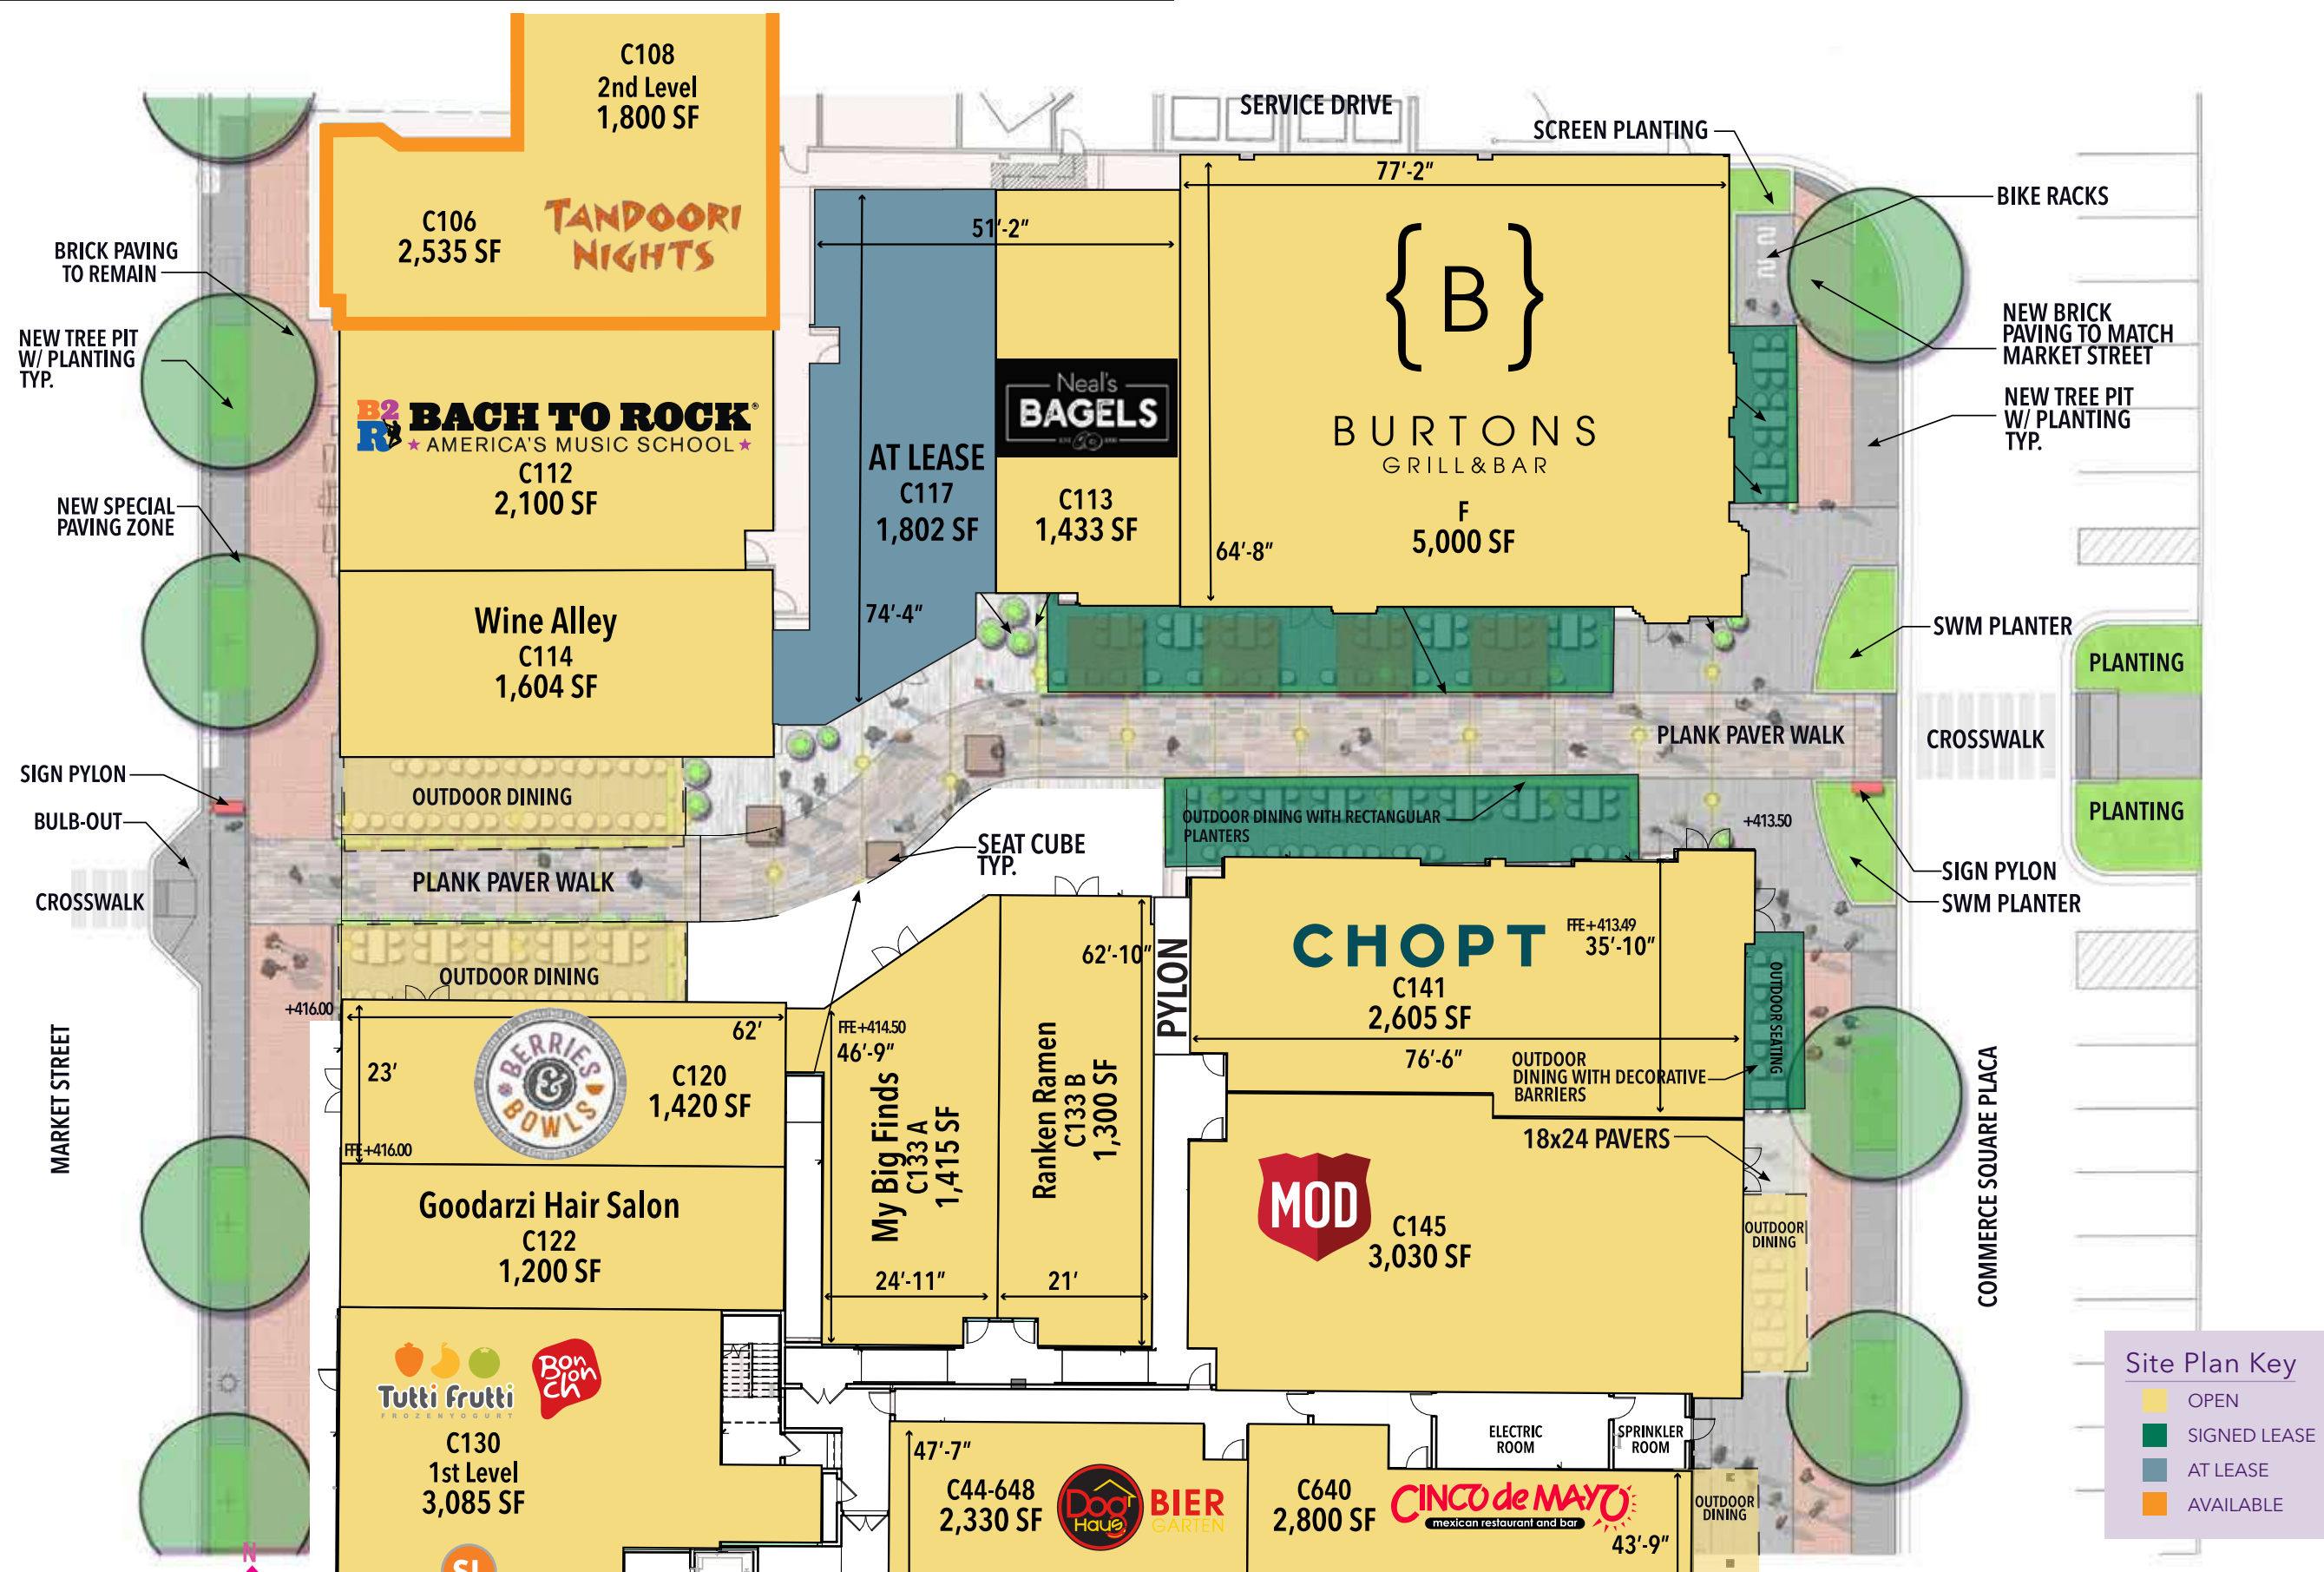 C108
2nd Level
1,800 SF
SERVICE DRIVE
SCREEN PLANTING
77'-2"
BIKE RACKS
C106
2,535 SF
TANDOORI
NIGHTS
51'-2"
BRICK PAVING
TO REMAIN
NEW TREE PIT
W/ PLANTING
TYP.
{B}
NEW BRICK
PAVING TO MATCH
MARKET STREET
NEW TREE PIT
W/ PLANTING
TYP.
Neal's
BAGELS
BURTONS
GRILL&BAR
F
5,000 SF
64'-8"
B2R
BACH TO ROCK®
AMERICA'S MUSIC SCHOOL
C112
2,100 SF
AT LEASE
C117
1,802 SF
C113
1,433 SF
NEW SPECIAL
PAVING ZONE
74'-4"
Wine Alley
C114
1,604 SF
SWM PLANTER
PLANTING
PLANK PAVER WALK
CROSSWALK
SIGN PYLON
OUTDOOR DINING
BULB-OUT
OUTDOOR DINING WITH RECTANGULAR
PLANTERS
+413.50
PLANTING
SEAT CUBE
TYP.
PLANK PAVER WALK
CROSSWALK
SIGN PYLON
SWM PLANTER
OUTDOOR DINING
+416.00
62'
23'
BERRIES
&
BOWLS
C120
1,420 SF
FFE+416.00
FFE+414.50
46'-9"
My Big Finds
C133 A
1,415 SF
24'-11"
62'-10"
Ranken Ramen
C133 B
1,300 SF
21'
PYLON
CHOPT
FFE+413.49
35'-10"
C141
2,605 SF
76'-6"
OUTDOOR
DINING WITH DECORATIVE
BARRIERS
OUTDOOR SEATING
18x24 PAVERS
MARKET STREET
COMMERCE SQUARE PLACA
Goodarzi Hair Salon
C122
1,200 SF
MOD
C145
3,030 SF
OUTDOOR
DINING
Tutti Frutti
FROZENYOGURT
Bon
chon
C130
1st Level
3,085 SF
ELECTRIC
ROOM
SPRINKLER
ROOM
47'-7"
C44-648
2,330 SF
Dog
Haus
BIER
GARTEN
C640
2,800 SF
CINCO de MAYO
mexican restaurant and bar
43'-9"
OUTDOOR
DINING
N
SL
Site Plan Key
OPEN
SIGNED LEASE
AT LEASE
AVAILABLE